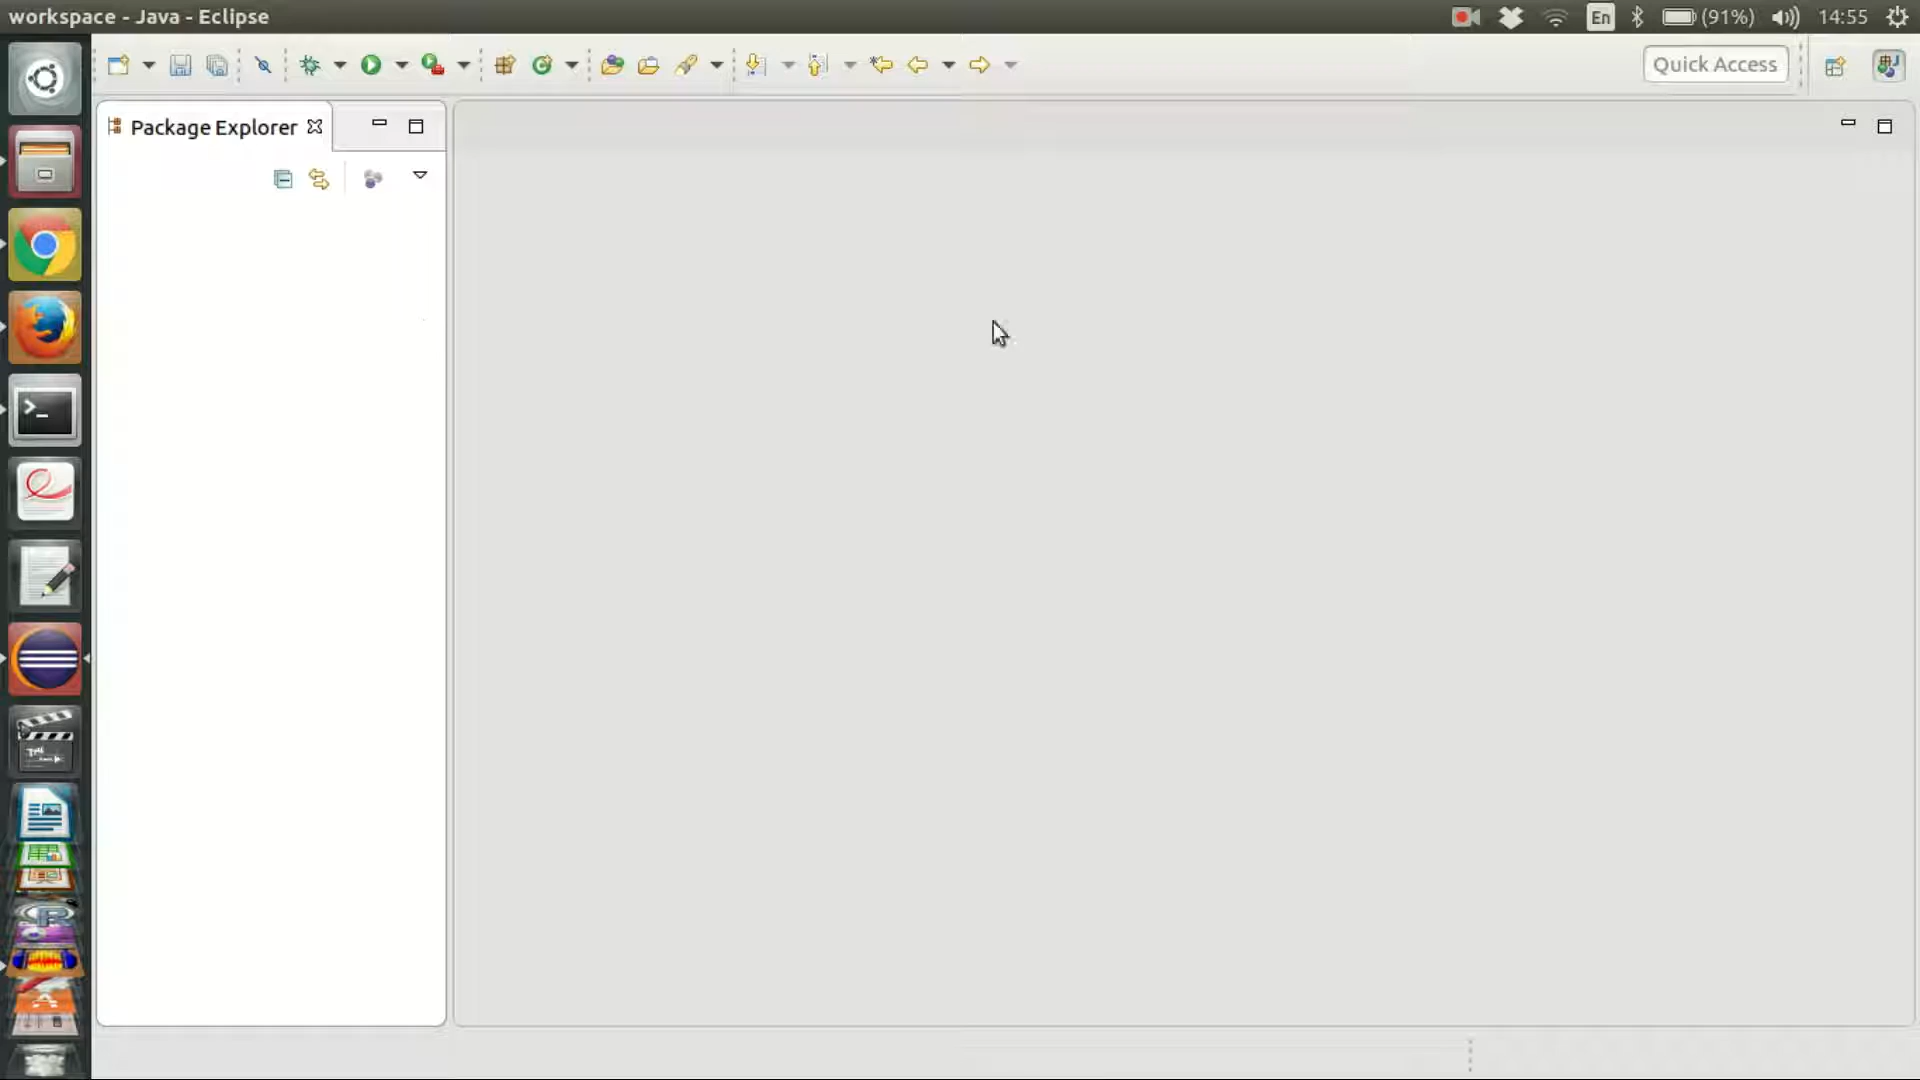 workspace - Java - Eclipse
En
(91%)
14:55
Quick Access
Package Explorer